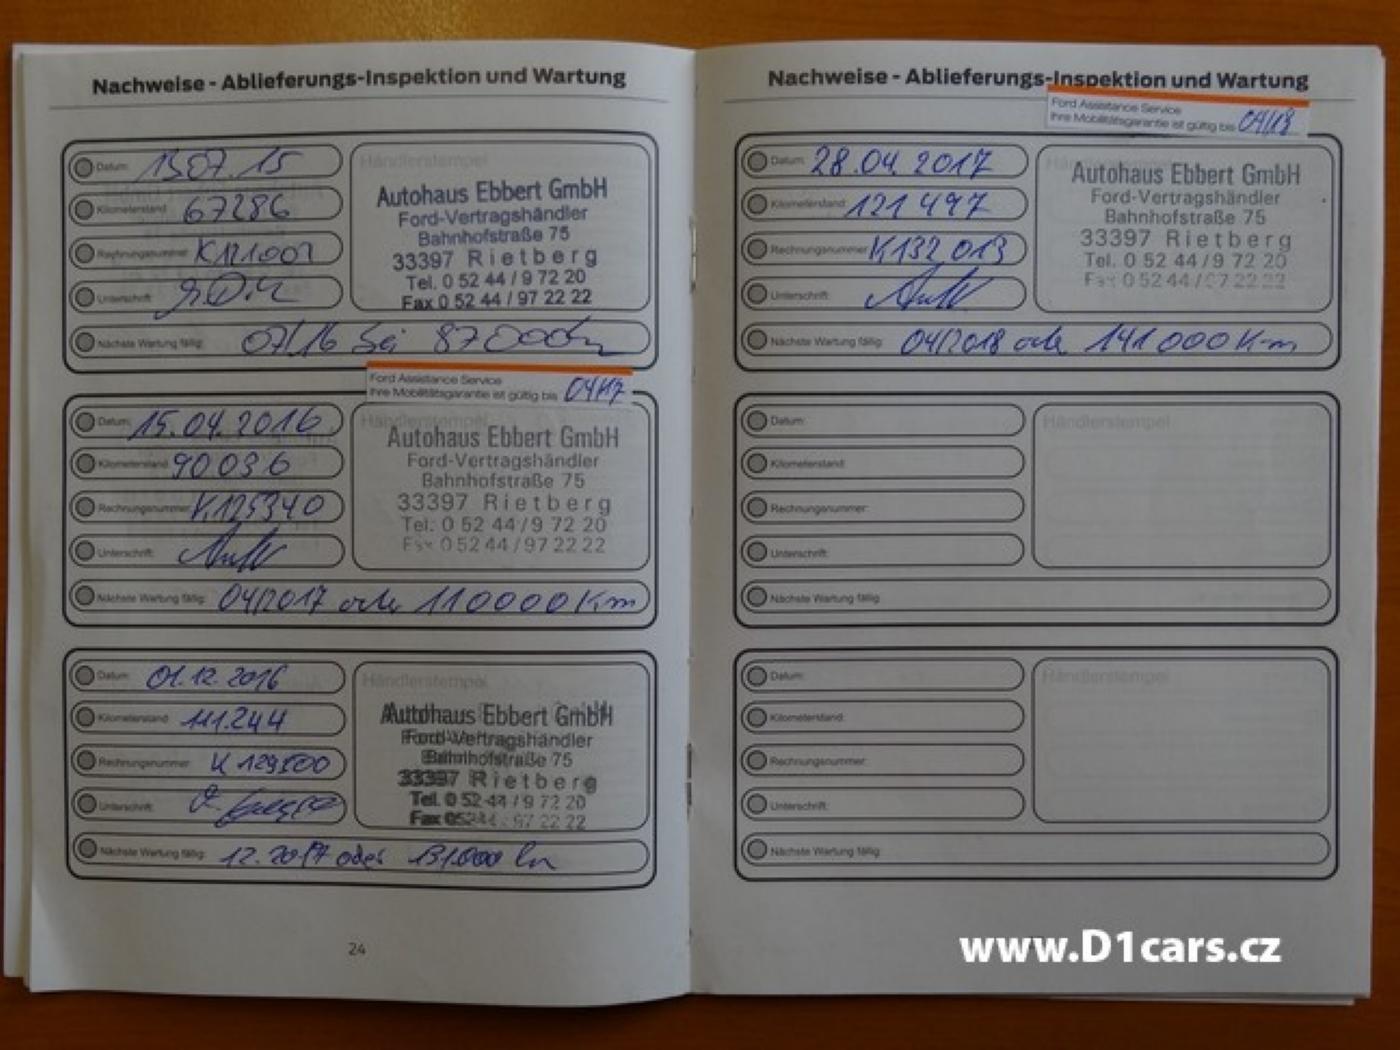 Nachweise - Ablieferungs-Inspektion und Wartung
Datum: 15.07.15
Kilometerstand: 67286
Rechnungsnummer: K121001
Unterschrift:
Nächste Wartung fällig: 07/16 bei 87000km
Händlerstempel
Autohaus Ebbert GmbH
Ford-Vertragshändler
Bahnhofstraße 75
33397 Rietberg
Tel. 0 52 44 / 9 72 20
Fax 0 52 44 / 97 22 22
Ford Assistance Service
Ihre Mobilitätsgarantie ist gültig bis 04/17
Datum: 15.04.2016
Kilometerstand: 90036
Rechnungsnummer: K125340
Unterschrift:
Nächste Wartung fällig: 04/2017 oder 110000 Km
Händlerstempel
Autohaus Ebbert GmbH
Ford-Vertragshändler
Bahnhofstraße 75
33397 Rietberg
Tel. 0 52 44 / 9 72 20
Fax 0 52 44 / 97 22 22
Datum: 01.12.2016
Kilometerstand: 111.244
Rechnungsnummer: K 129500
Unterschrift:
Nächste Wartung fällig: 12.2017 oder 131.000 km
Händlerstempel
Autohaus Ebbert GmbH
Ford-Vertragshändler
Bahnhofstraße 75
33397 Rietberg
Tel. 0 52 44 / 9 72 20
Fax 0 52 44 / 97 22 22
24
Nachweise - Ablieferungs-Inspektion und Wartung
Ford Assistance Service
Ihre Mobilitätsgarantie ist gültig bis 04/18
Datum: 28.04.2017
Kilometerstand: 121497
Rechnungsnummer: K132013
Unterschrift:
Nächste Wartung fällig: 04/2018 oder 141000 Km
Händlerstempel
Autohaus Ebbert GmbH
Ford-Vertragshändler
Bahnhofstraße 75
33397 Rietberg
Tel. 0 52 44 / 9 72 20
Fax 0 52 44 / 97 22 22
Datum:
Kilometerstand:
Rechnungsnummer:
Unterschrift:
Nächste Wartung fällig:
Händlerstempel
Datum:
Kilometerstand:
Rechnungsnummer:
Unterschrift:
Nächste Wartung fällig:
Händlerstempel
www.D1cars.cz